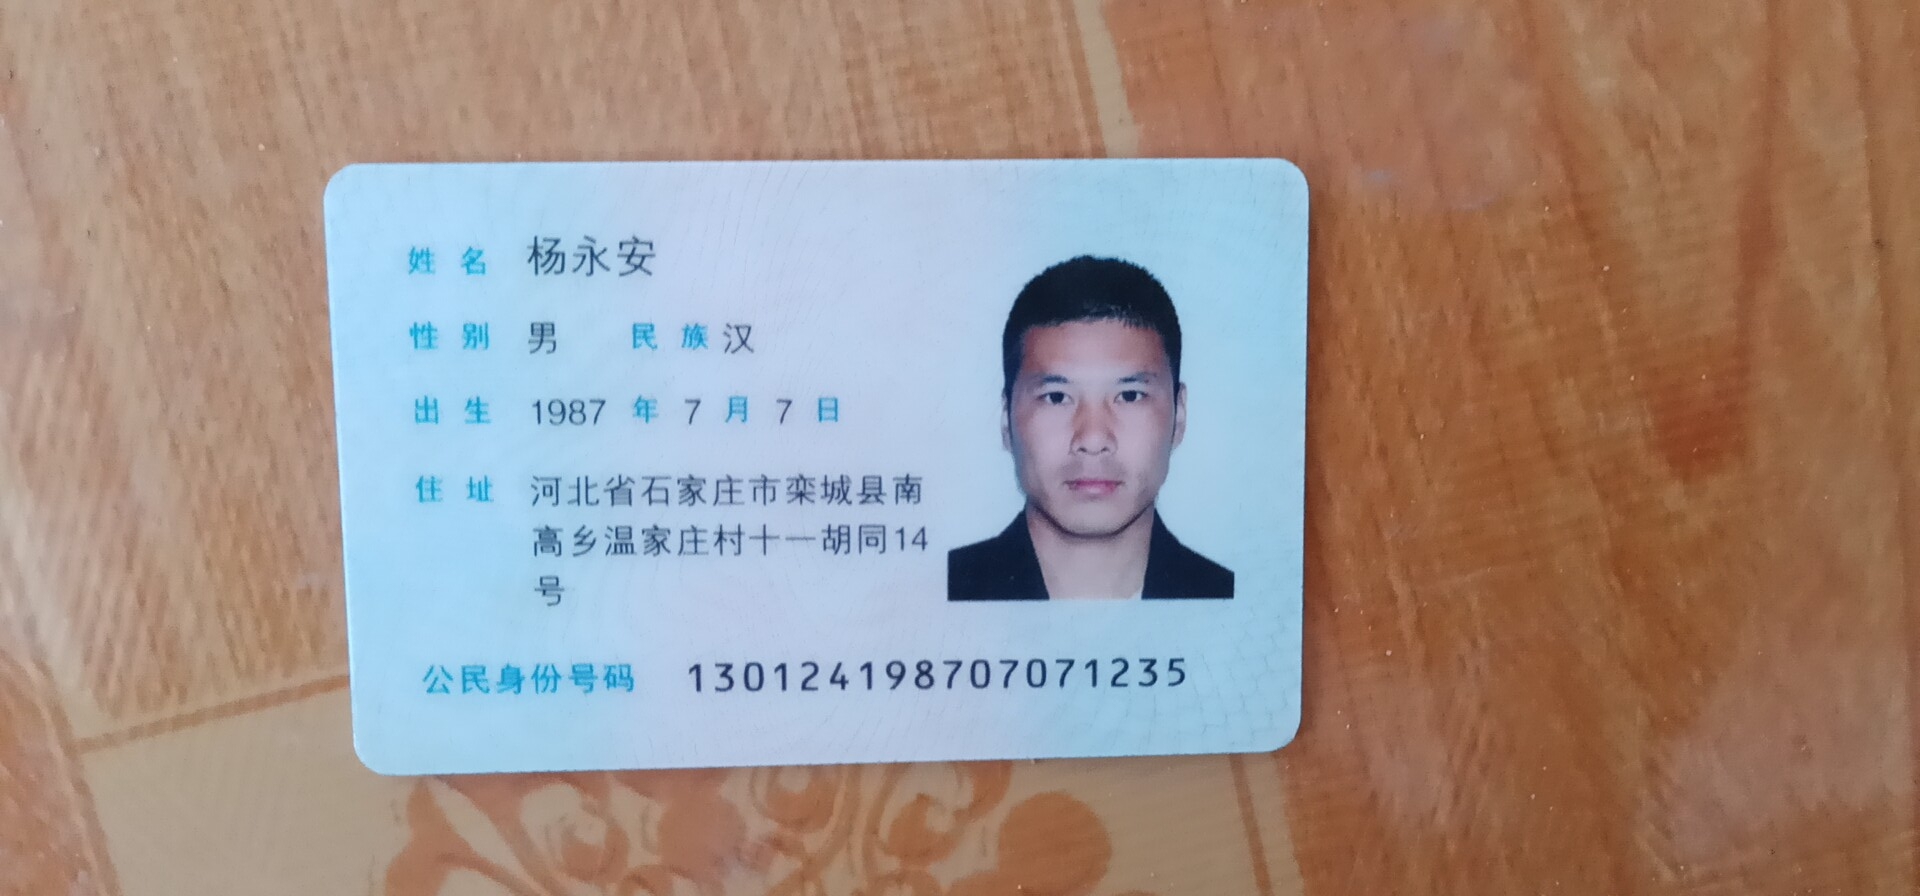 姓名 杨永安
性别 男 民族 汉
出生 1987 年 7 月 7 日
住址 河北省石家庄市栾城县南
高乡温家庄村十一胡同14
号
公民身份号码 130124198707071235